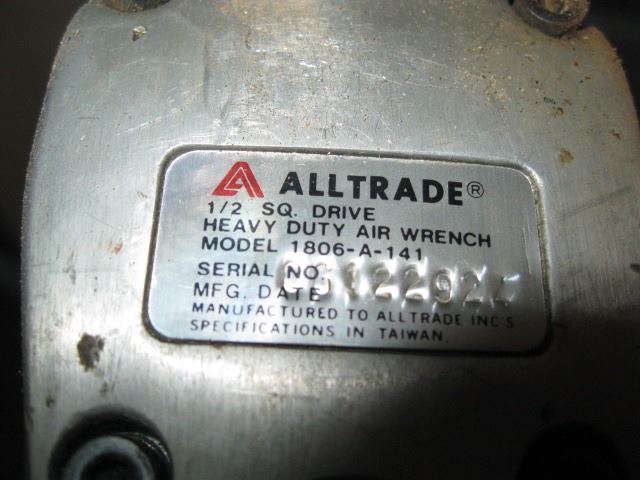 ALLTRADE®
1/2 SQ. DRIVE
HEAVY DUTY AIR WRENCH
MODEL 1806-A-141
SERIAL NO.
MFG. DATE
MANUFACTURED TO ALLTRADE INC'S
SPECIFICATIONS IN TAIWAN.